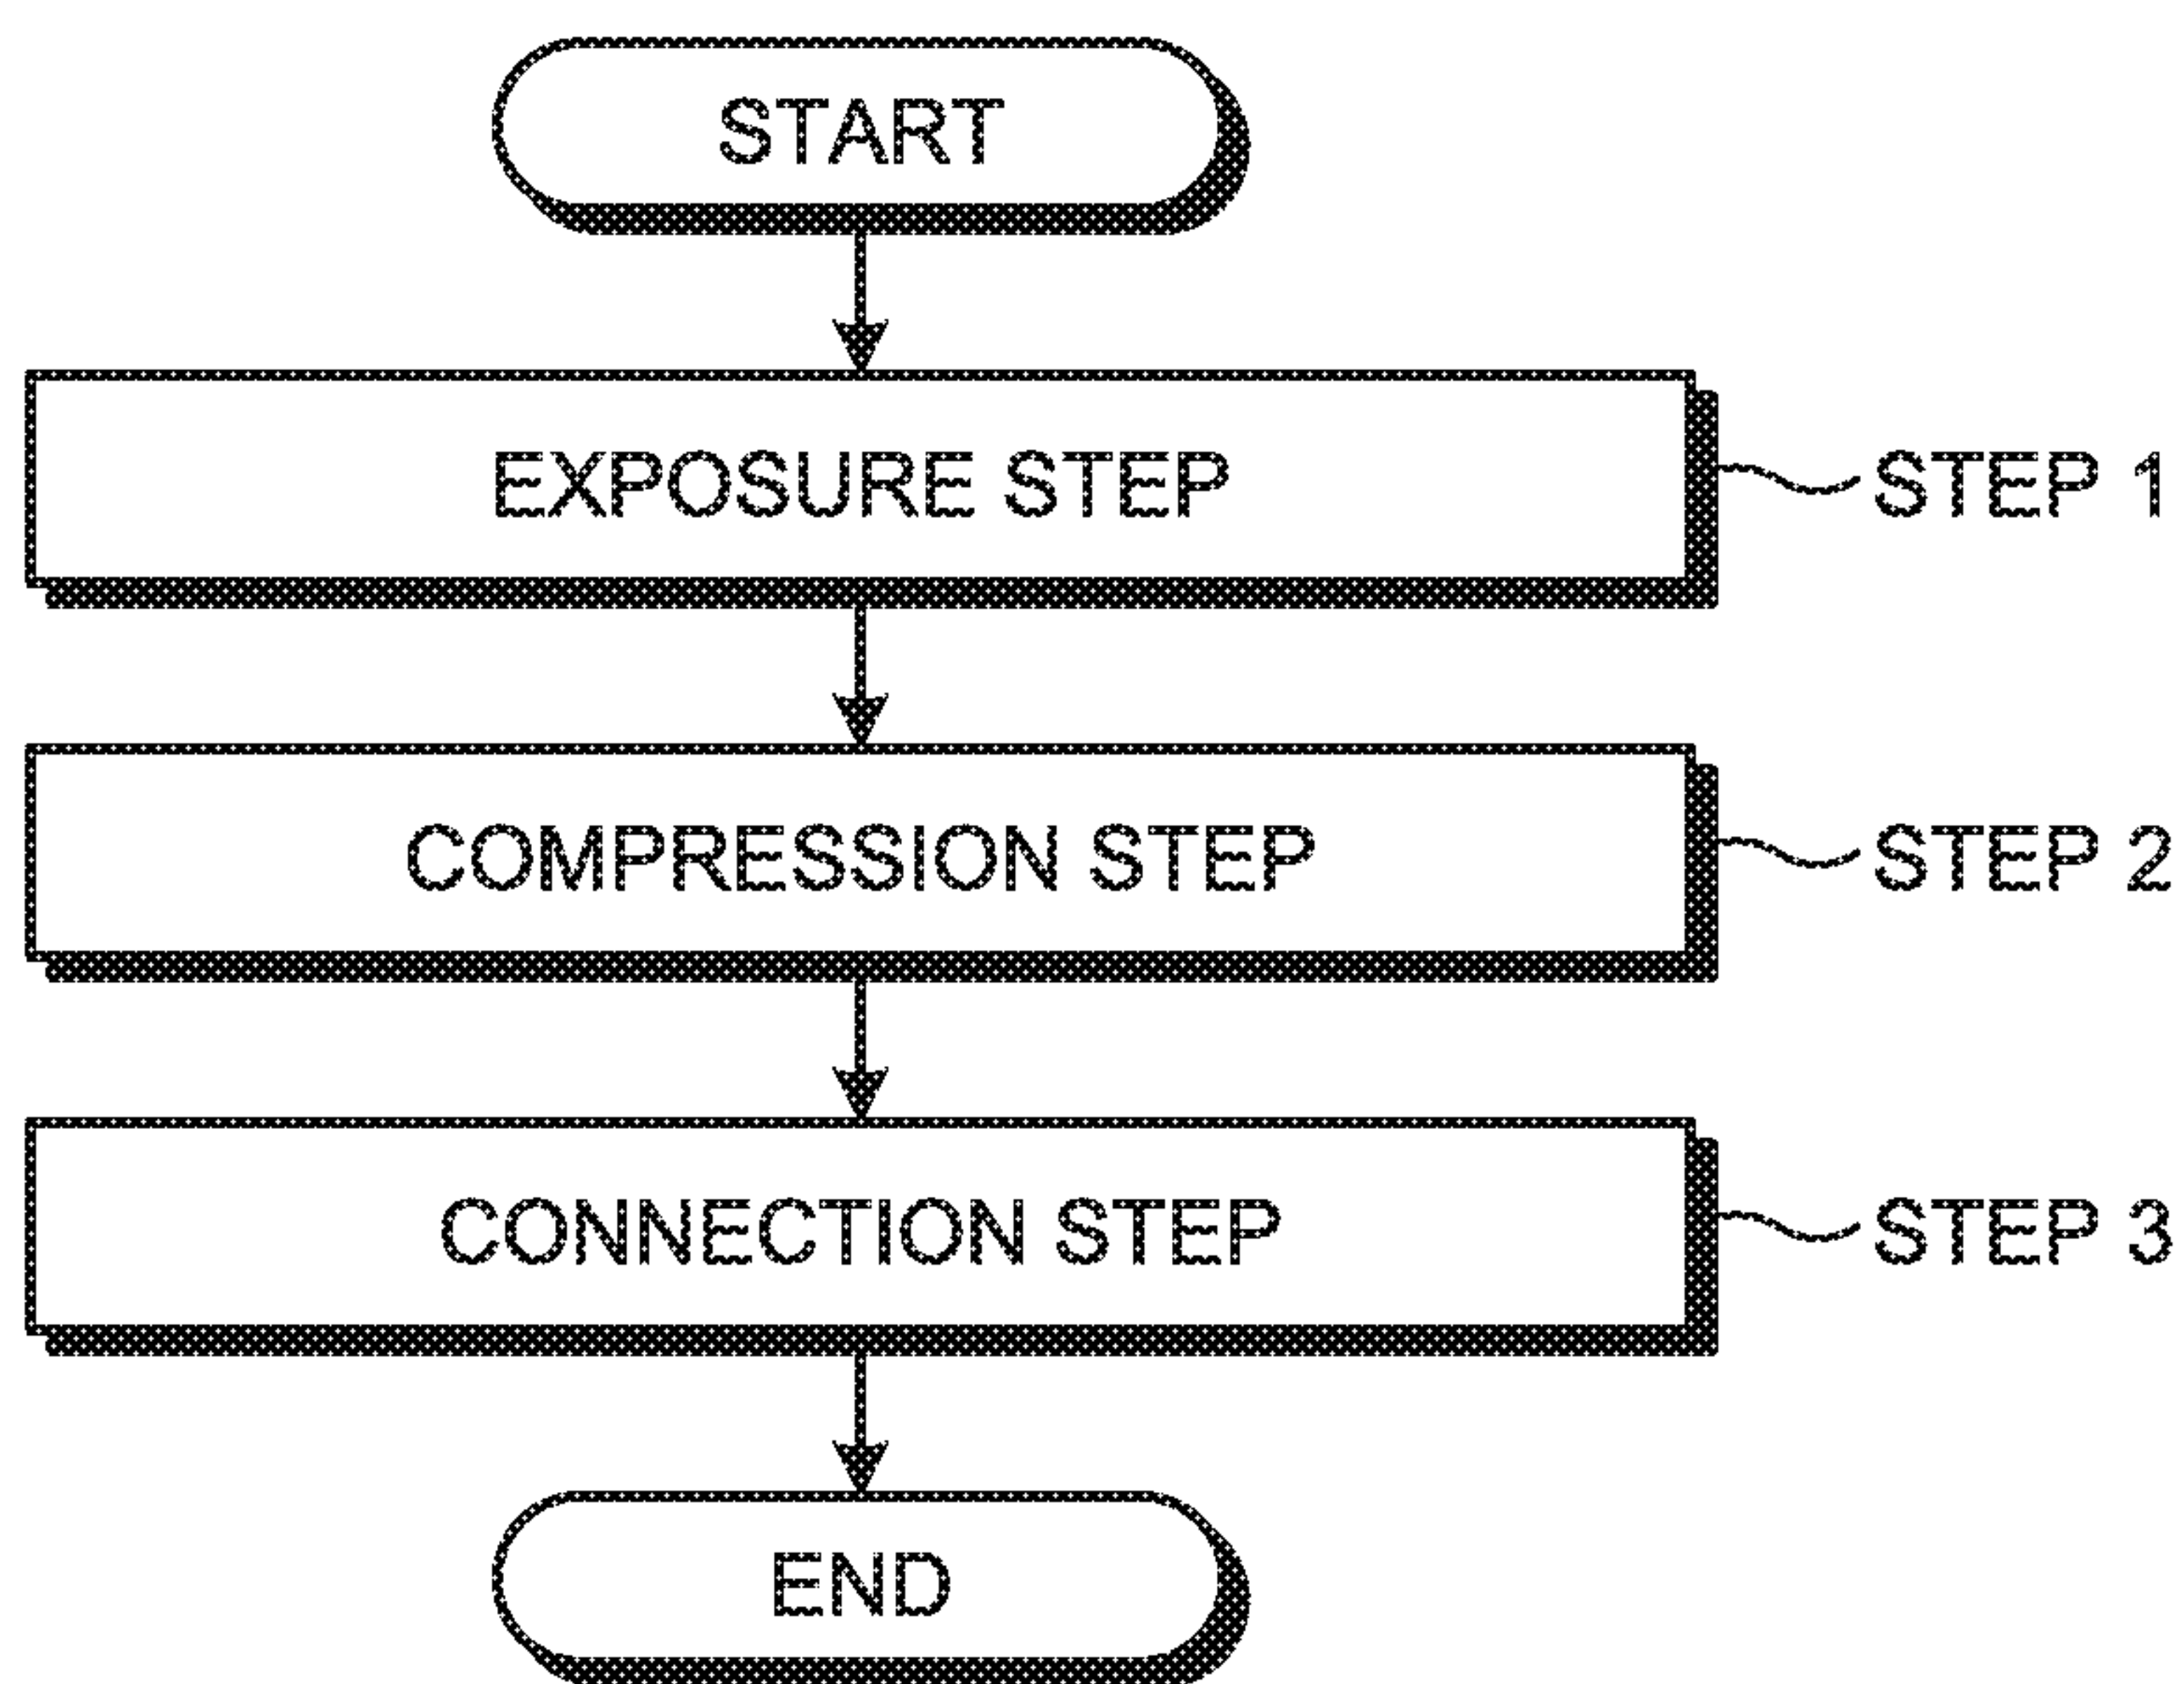 START
EXPOSURE STEP
STEP 1
COMPRESSION STEP
STEP 2
CONNECTION STEP
STEP 3
END